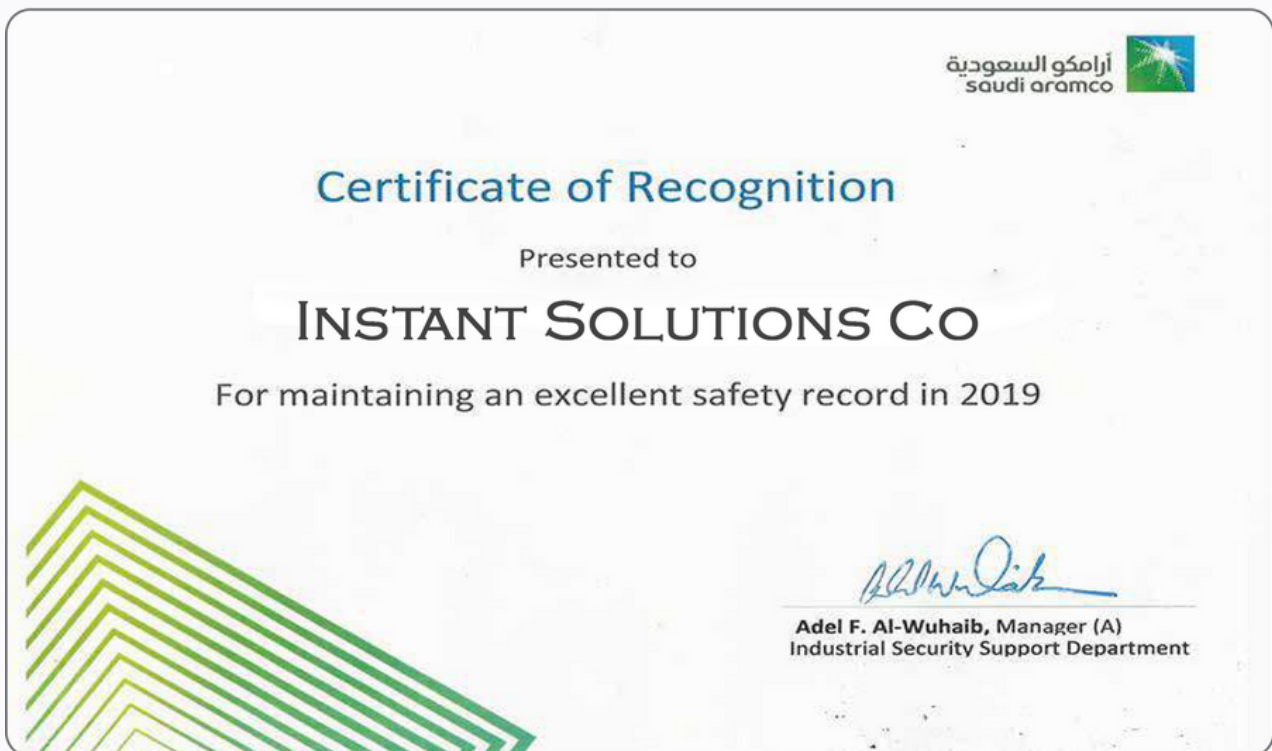 أرامكو السعودية
saudi aramco
Certificate of Recognition
Presented to
INSTANT SOLUTIONS CO
For maintaining an excellent safety record in 2019
Adel F. Al-Wuhaib, Manager (A)
Industrial Security Support Department